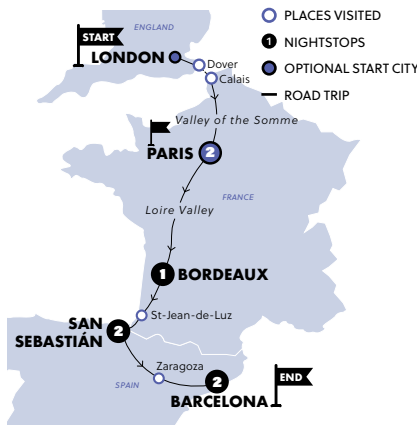 ENGLAND
START
LONDON
Dover
Calais
PLACES VISITED
1 NIGHTSTOPS
OPTIONAL START CITY
ROAD TRIP
Valley of the Somme
PARIS 2
Loire Valley
FRANCE
1 BORDEAUX
St-Jean-de-Luz
SAN
SEBASTIÁN 2
Zaragoza
SPAIN
2
BARCELONA
END